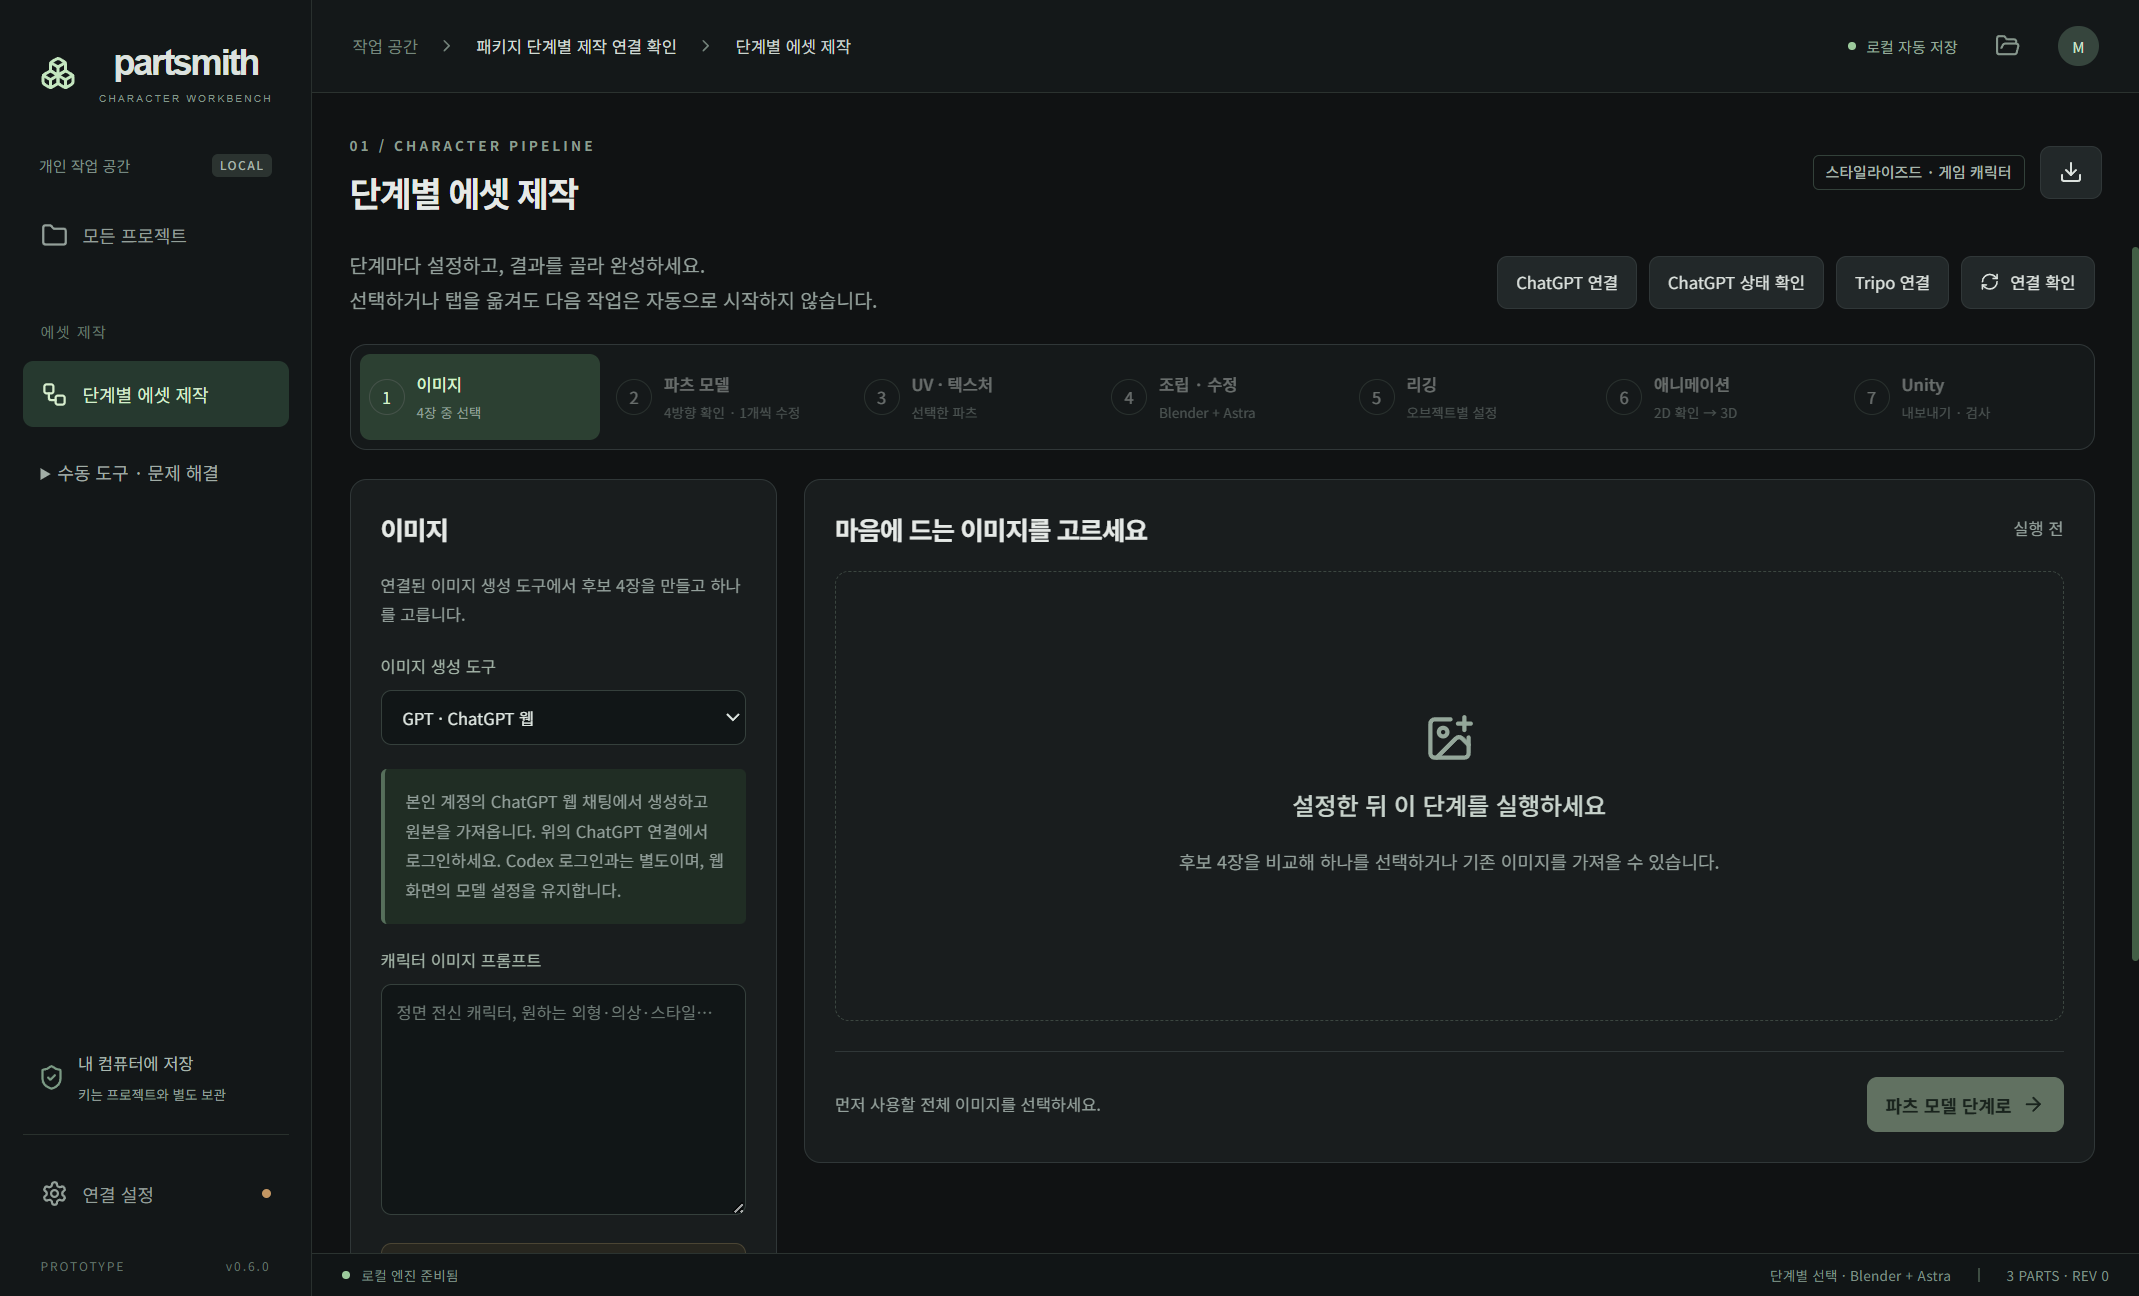 partsmith
CHARACTER WORKBENCH
개인 작업 공간
LOCAL
모든 프로젝트
에셋 제작
단계별 에셋 제작
수동 도구 · 문제 해결
내 컴퓨터에 저장
키는 프로젝트와 별도 보관
연결 설정
PROTOTYPE
v0.6.0
작업 공간
패키지 단계별 제작 연결 확인
단계별 에셋 제작
로컬 자동 저장
M
01 / CHARACTER PIPELINE
단계별 에셋 제작
스타일라이즈드 · 게임 캐릭터
단계마다 설정하고, 결과를 골라 완성하세요.
선택하거나 탭을 옮겨도 다음 작업은 자동으로 시작하지 않습니다.
ChatGPT 연결
ChatGPT 상태 확인
Tripo 연결
연결 확인
1
이미지
4장 중 선택
2
파츠 모델
4방향 확인 · 1개씩 수정
3
UV · 텍스처
선택한 파츠
4
조립 · 수정
Blender + Astra
5
리깅
오브젝트별 설정
6
애니메이션
2D 확인 → 3D
7
Unity
내보내기 · 검사
이미지
연결된 이미지 생성 도구에서 후보 4장을 만들고 하나
를 고릅니다.
이미지 생성 도구
GPT · ChatGPT 웹
본인 계정의 ChatGPT 웹 채팅에서 생성하고
원본을 가져옵니다. 위의 ChatGPT 연결에서
로그인하세요. Codex 로그인과는 별도이며, 웹
화면의 모델 설정을 유지합니다.
캐릭터 이미지 프롬프트
정면 전신 캐릭터, 원하는 외형·의상·스타일…
마음에 드는 이미지를 고르세요
실행 전
설정한 뒤 이 단계를 실행하세요
후보 4장을 비교해 하나를 선택하거나 기존 이미지를 가져올 수 있습니다.
먼저 사용할 전체 이미지를 선택하세요.
파츠 모델 단계로
로컬 엔진 준비됨
단계별 선택 · Blender + Astra
3 PARTS · REV 0